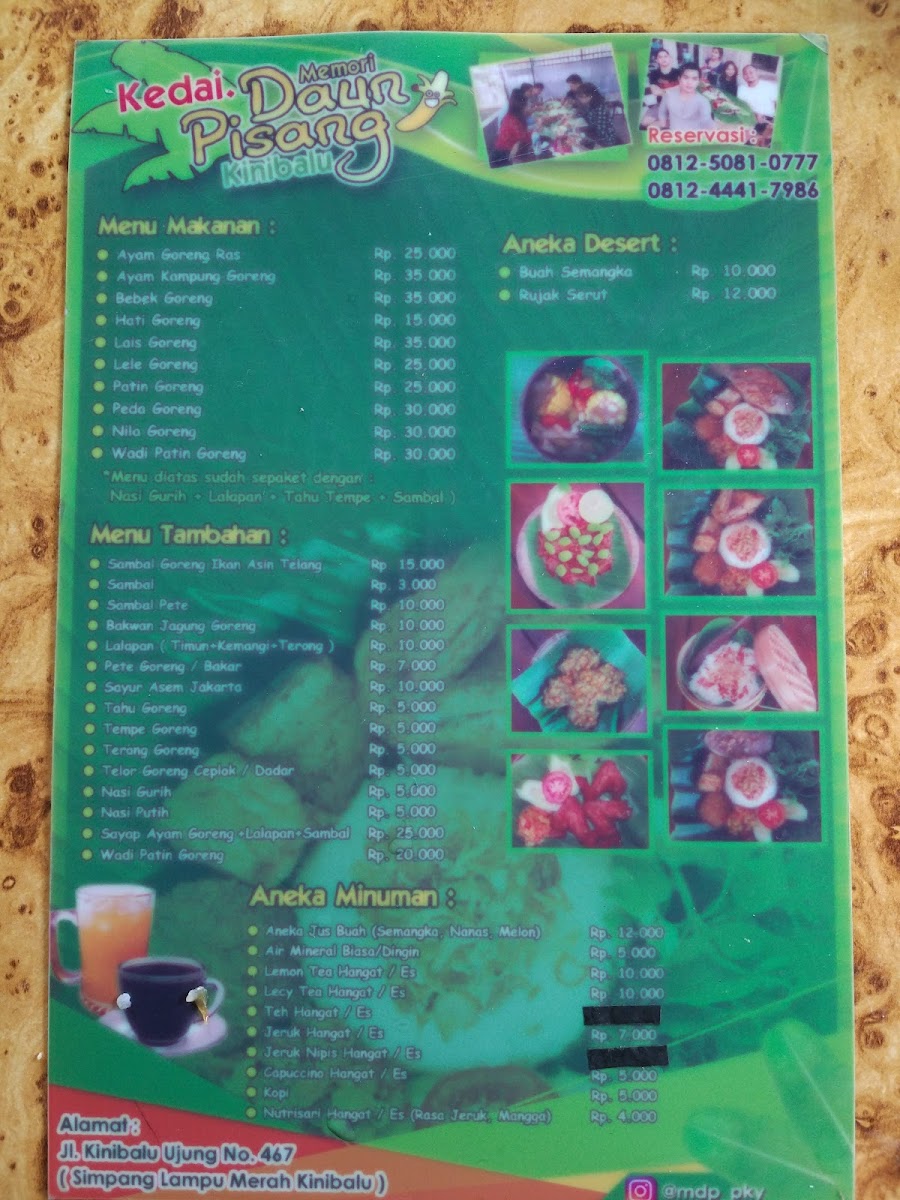 Kedai.
Memori
Daun
Pisang
Kinibalu
Reservasi :
0812-5081-0777
0812-4441-7986
Menu Makanan :
Ayam Goreng Ras Rp. 25.000
Ayam Kampung Goreng Rp. 35.000
Bebek Goreng Rp. 35.000
Hati Goreng Rp. 15.000
Lais Goreng Rp. 35.000
Lele Goreng Rp. 25.000
Patin Goreng Rp. 25.000
Peda Goreng Rp. 30.000
Nila Goreng Rp. 30.000
Wadi Patin Goreng Rp. 30.000
"Menu diatas sudah sepaket dengan :
Nasi Gurih + Lalapan + Tahu Tempe + Sambal )
Aneka Desert :
Buah Semangka Rp. 10.000
Rujak Serut Rp. 12.000
Menu Tambahan :
Sambal Goreng Ikan Asin Telang Rp. 15.000
Sambal Rp. 3.000
Sambal Pete Rp. 10.000
Bakwan Jagung Goreng Rp. 10.000
Lalapan ( Timun+Kemangi+Terong ) Rp. 10.000
Pete Goreng / Bakar Rp. 7.000
Sayur Asem Jakarta Rp. 10.000
Tahu Goreng Rp. 5.000
Tempe Goreng Rp. 5.000
Terong Goreng Rp. 5.000
Telor Goreng Ceplok / Dadar Rp. 5.000
Nasi Gurih Rp. 5.000
Nasi Putih Rp. 5.000
Sayap Ayam Goreng +Lalapan+Sambal Rp. 25.000
Wadi Patin Goreng Rp. 20.000
Aneka Minuman :
Aneka Jus Buah (Semangka, Nanas, Melon) Rp. 12.000
Air Mineral Biasa/Dingin Rp. 5.000
Lemon Tea Hangat / Es Rp. 10.000
Lecy Tea Hangat / Es Rp. 10.000
Teh Hangat / Es
Jeruk Hangat / Es Rp. 7.000
Jeruk Nipis Hangat / Es
Capuccino Hangat / Es Rp. 5.000
Kopi Rp. 5.000
Nutrisari Hangat / Es (Rasa Jeruk, Mangga) Rp. 4.000
Alamat :
Jl. Kinibalu Ujung No. 467
( Simpang Lampu Merah Kinibalu )
@mdp_pky